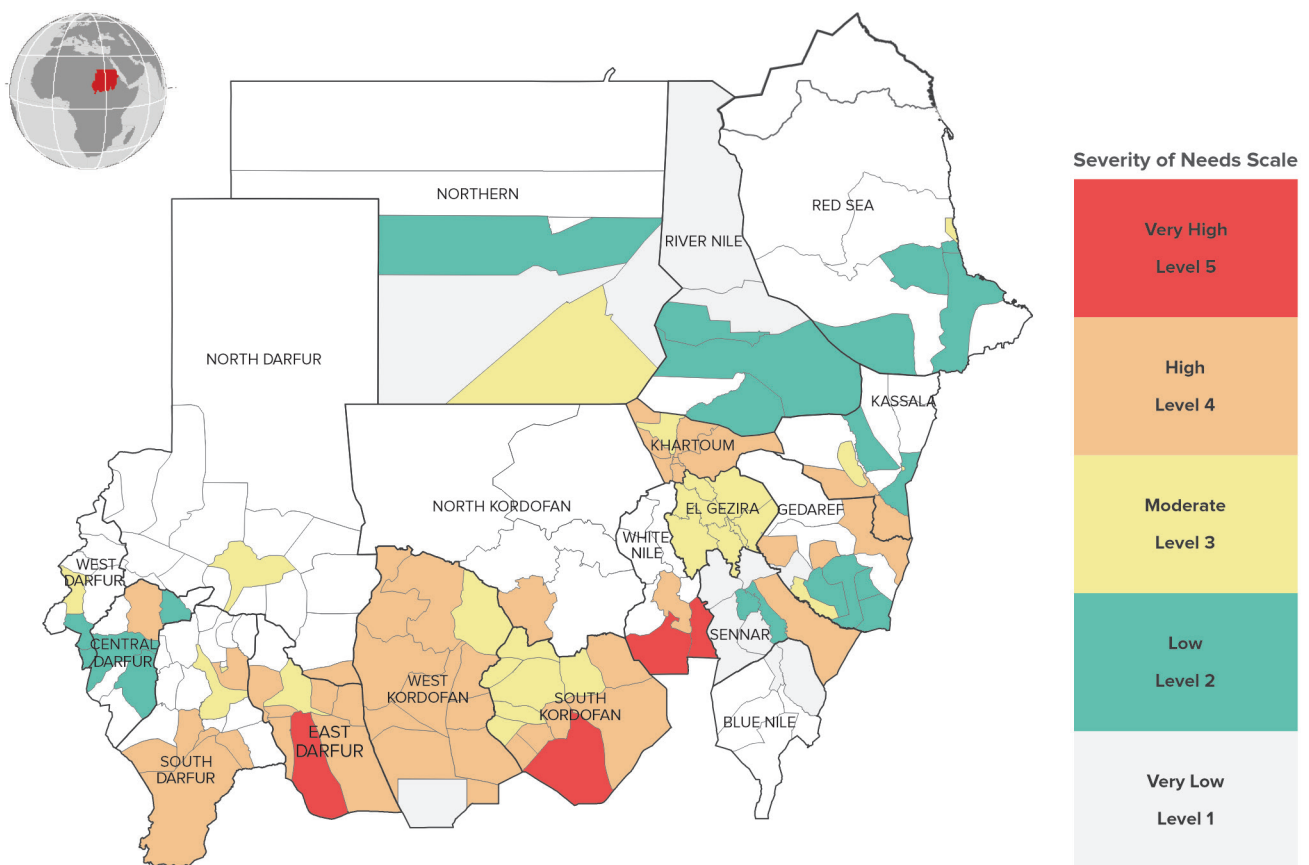 Severity of Needs Scale
Very High
Level 5
High
Level 4
Moderate
Level 3
Low
Level 2
Very Low
Level 1
NORTHERN
RIVER NILE
RED SEA
NORTH DARFUR
KASSALA
KHARTOUM
NORTH KORDOFAN
EL GEZIRA
GEDAREF
WHITE
NILE
WEST
DARFUR
CENTRAL
DARFUR
SENNAR
WEST
KORDOFAN
SOUTH
KORDOFAN
BLUE NILE
EAST
DARFUR
SOUTH
DARFUR